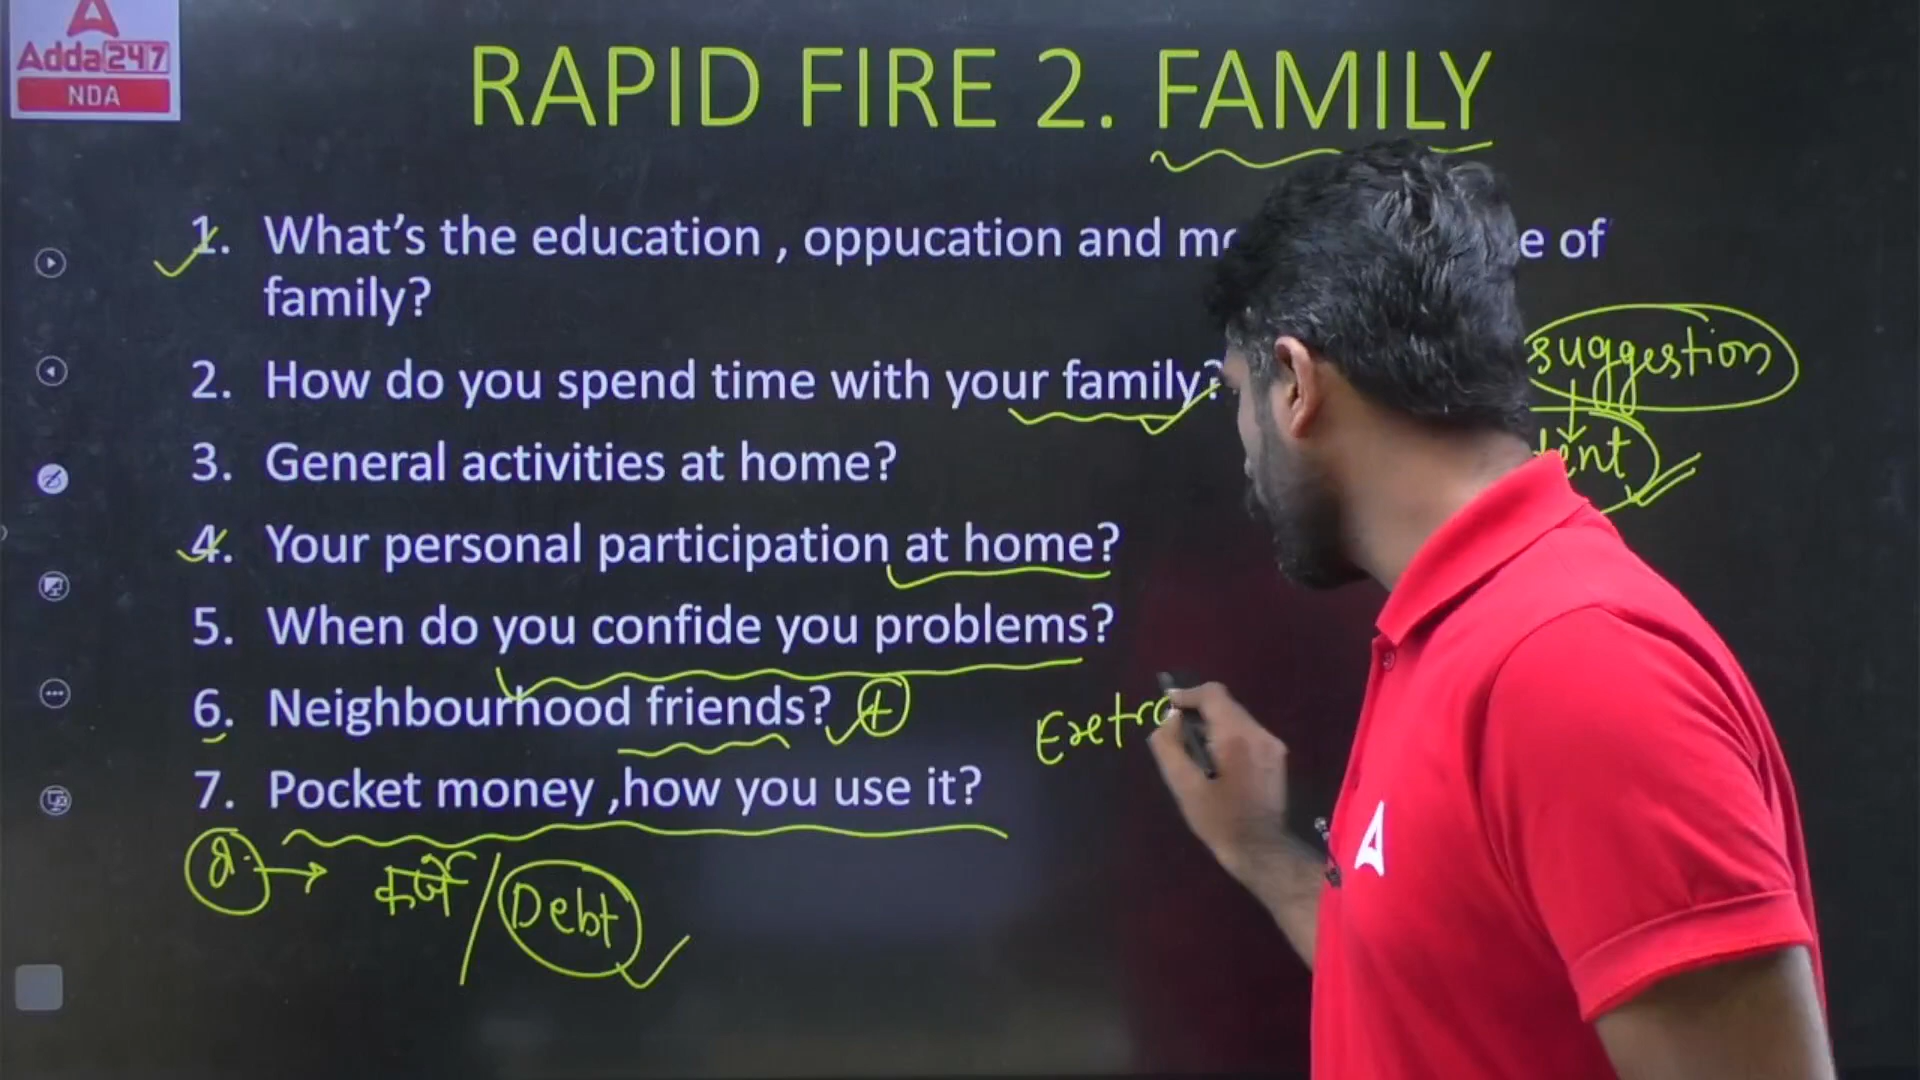 Adda247
NDA
RAPID FIRE 2. FAMILY
1. What's the education , oppucation and e of
family?
2. How do you spend time with your family?
3. General activities at home?
4. Your personal participation at home?
5. When do you confide you problems?
6. Neighbourhood friends? +
7. Pocket money ,how you use it?
suggestion
Extra
कर्ज / Debt